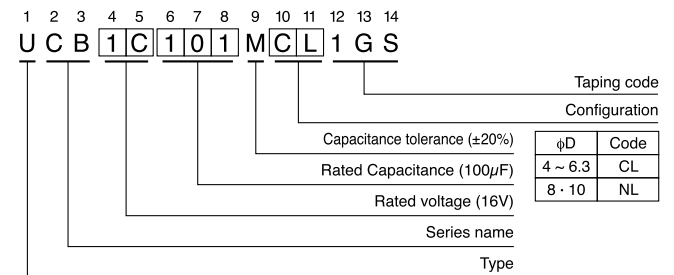 1 2 3 4 5 6 7 8 9 10 11 12 13 14
U C B 1 C 1 0 1 M C L 1 G S
Taping code
Configuration
Capacitance tolerance (±20%)
Rated Capacitance (100µF)
Rated voltage (16V)
Series name
Type
ϕD Code
4 ~ 6.3 CL
8 · 10 NL